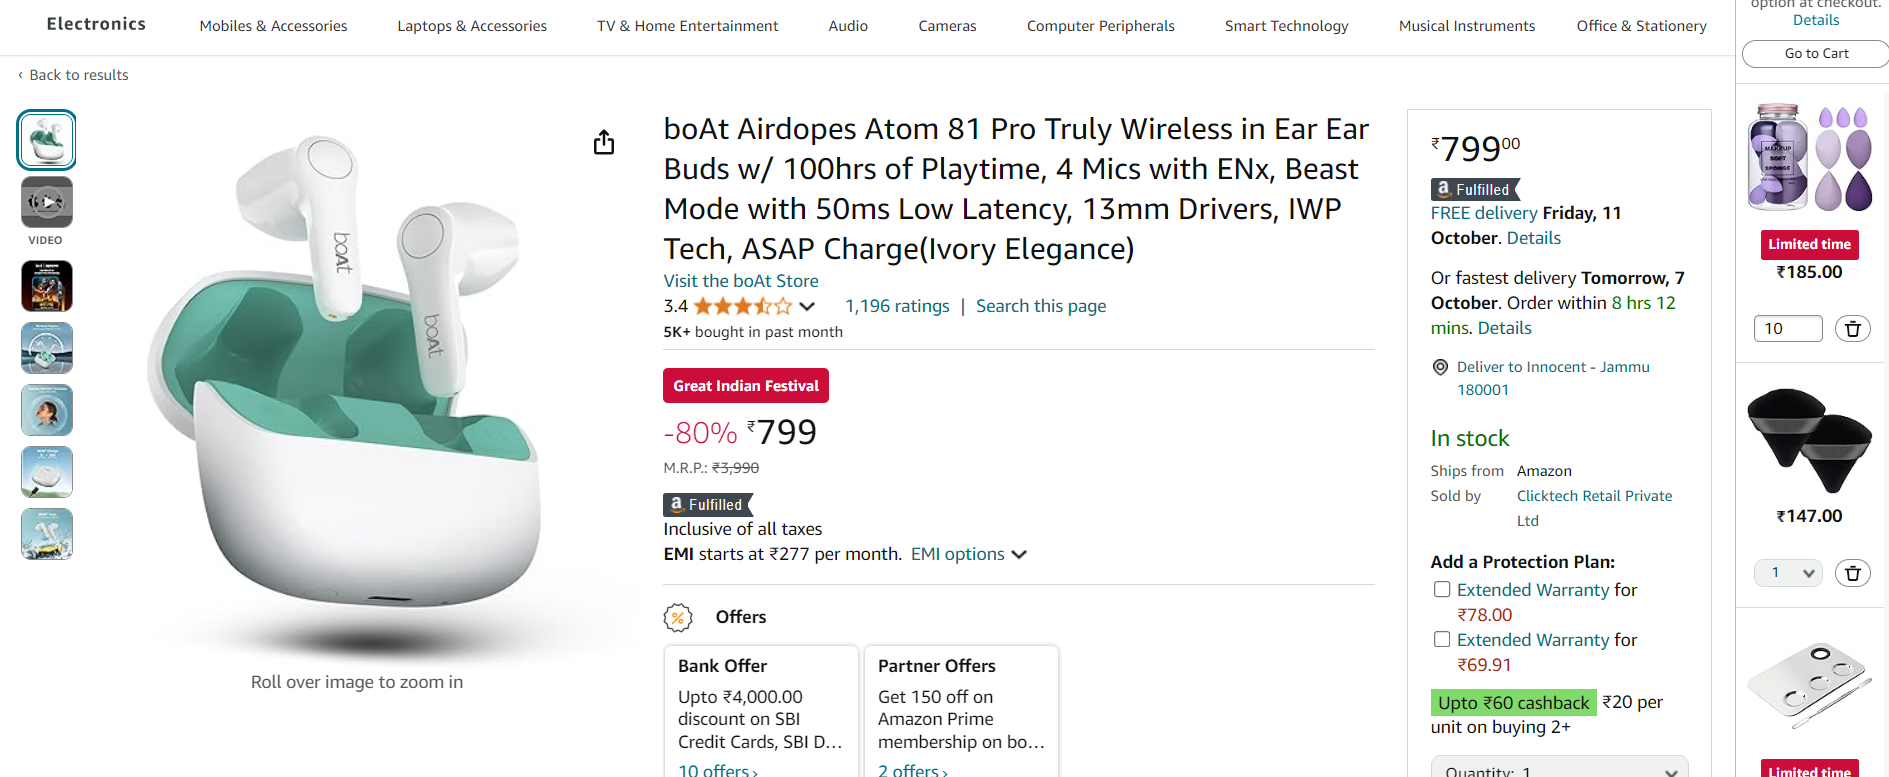 Electronics
Mobiles & Accessories
Laptops & Accessories
TV & Home Entertainment
Audio
Cameras
Computer Peripherals
Smart Technology
Musical Instruments
Office & Stationery
‹ Back to results
VIDEO
boAt
boAt
Roll over image to zoom in
boAt Airdopes Atom 81 Pro Truly Wireless in Ear Ear
Buds w/ 100hrs of Playtime, 4 Mics with ENx, Beast
Mode with 50ms Low Latency, 13mm Drivers, IWP
Tech, ASAP Charge(Ivory Elegance)
Visit the boAt Store
3.4
1,196 ratings | Search this page
5K+ bought in past month
Great Indian Festival
-80% ₹799
M.R.P.: ₹3,990
a Fulfilled
Inclusive of all taxes
EMI starts at ₹277 per month. EMI options
% Offers
Bank Offer
Upto ₹4,000.00
discount on SBI
Credit Cards, SBI D...
10 offers ›
Partner Offers
Get 150 off on
Amazon Prime
membership on bo...
2 offers ›
₹79900
a Fulfilled
FREE delivery Friday, 11
October. Details
Or fastest delivery Tomorrow, 7
October. Order within 8 hrs 12
mins. Details
Deliver to Innocent - Jammu
180001
In stock
Ships from Amazon
Sold by Clicktech Retail Private
Ltd
Add a Protection Plan:
Extended Warranty for
₹78.00
Extended Warranty for
₹69.91
Upto ₹60 cashback ₹20 per
unit on buying 2+
Quantity: 1
option at checkout.
Details
Go to Cart
MAKEUP
SOFT
SPONGE
Limited time
₹185.00
10
₹147.00
1
Limited time